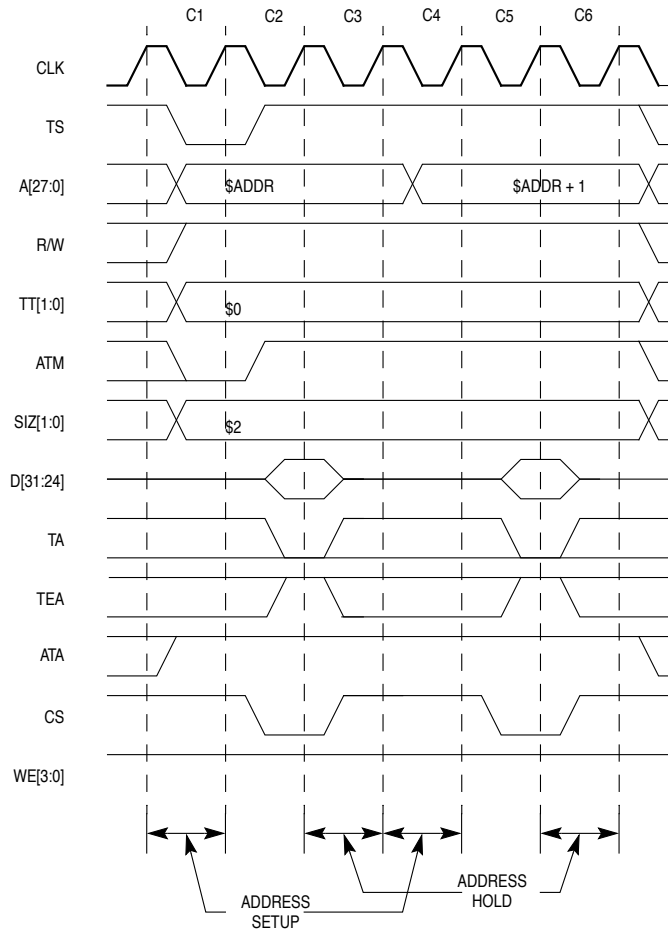 C1 C2 C3 C4 C5 C6
CLK
TS
A[27:0] $ADDR $ADDR + 1
R/W
TT[1:0] $0
ATM
SIZ[1:0] $2
D[31:24]
TA
TEA
ATA
CS
WE[3:0]
ADDRESS
SETUP
ADDRESS
HOLD